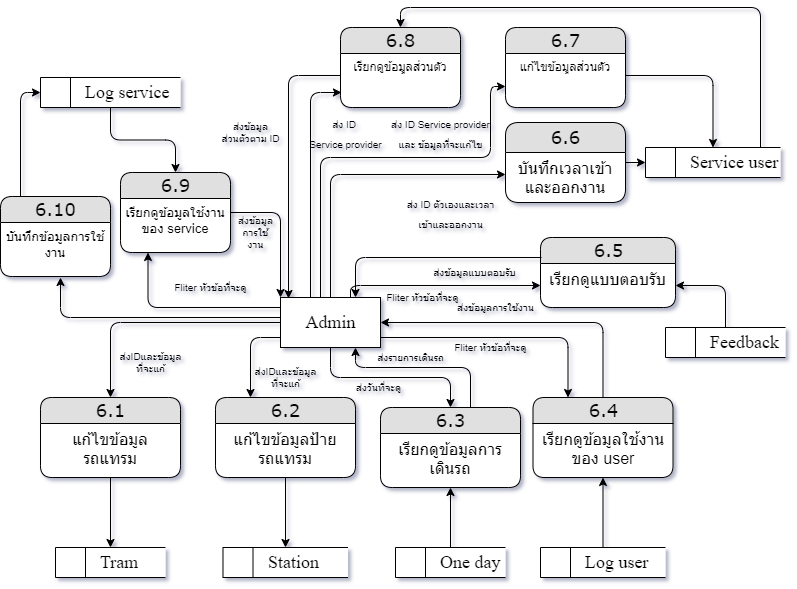 6.8
เรียกดูข้อมูลส่วนตัว
6.7
แก้ไขข้อมูลส่วนตัว
Log service
ส่งข้อมูล
ส่วนตัวตาม ID
ส่ง ID
Service provider
ส่ง ID Service provider
และ ข้อมูลที่จะแก้ไข
6.6
บันทึกเวลาเข้า
และออกงาน
Service user
6.9
เรียกดูข้อมูลใช้งาน
ของ service
6.10
บันทึกข้อมูลการใช้
งาน
ส่งข้อมูล
การใช้
งาน
ส่ง ID ตัวเองและเวลา
เข้าและออกงาน
6.5
เรียกดูแบบตอบรับ
ส่งข้อมูลแบบตอบรับ
Fliter หัวข้อที่จะดู
Fliter หัวข้อที่จะดู
ส่งข้อมูลการใช้งาน
Admin
Feedback
ส่งIDและข้อมูล
ที่จะแก้
ส่งIDและข้อมูล
ที่จะแก้
ส่งรายการเดินรถ
Fliter หัวข้อที่จะดู
ส่งวันที่จะดู
6.1
แก้ไขข้อมูล
รถแทรม
6.2
แก้ไขข้อมูลป้าย
รถแทรม
6.3
เรียกดูข้อมูลการ
เดินรถ
6.4
เรียกดูข้อมูลใช้งาน
ของ user
Tram
Station
One day
Log user